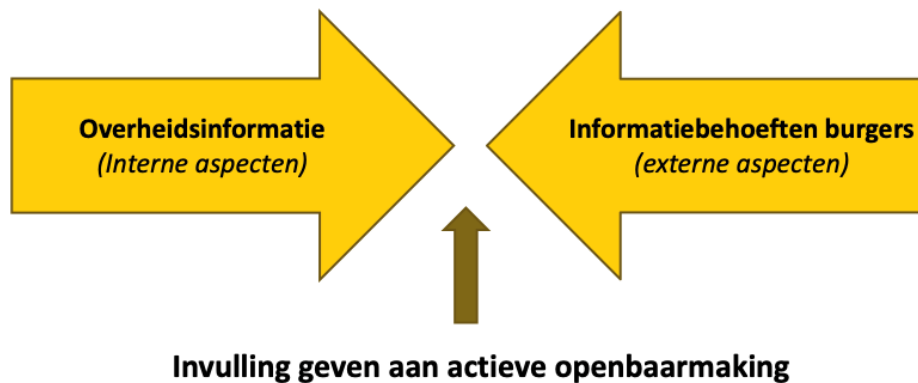 Overheidsinformatie
(Interne aspecten)
Informatiebehoeften burgers
(externe aspecten)
Invulling geven aan actieve openbaarmaking